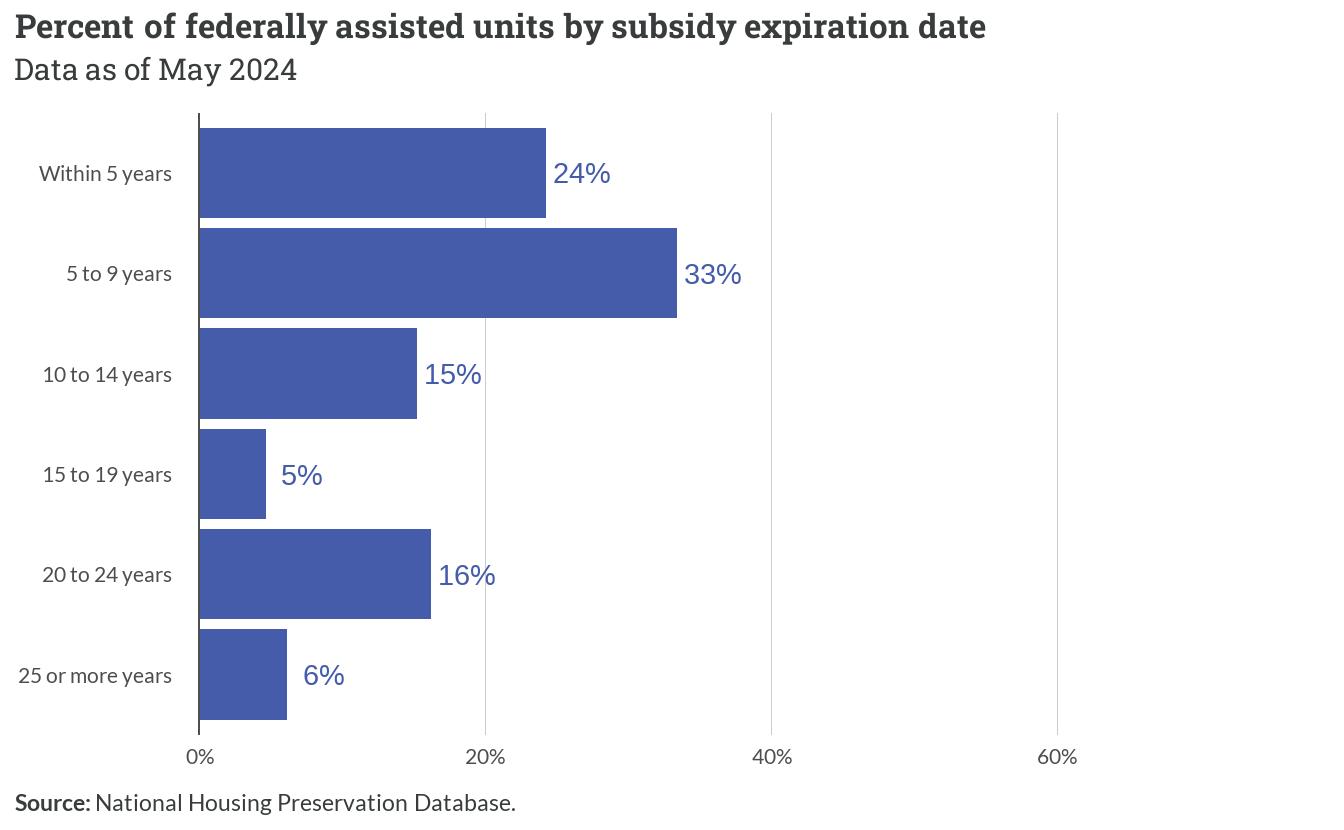 Percent of federally assisted units by subsidy expiration date
Data as of May 2024
Within 5 years
24%
5 to 9 years
33%
10 to 14 years
15%
15 to 19 years
5%
20 to 24 years
16%
25 or more years
6%
0%
20%
40%
60%
Source: National Housing Preservation Database.